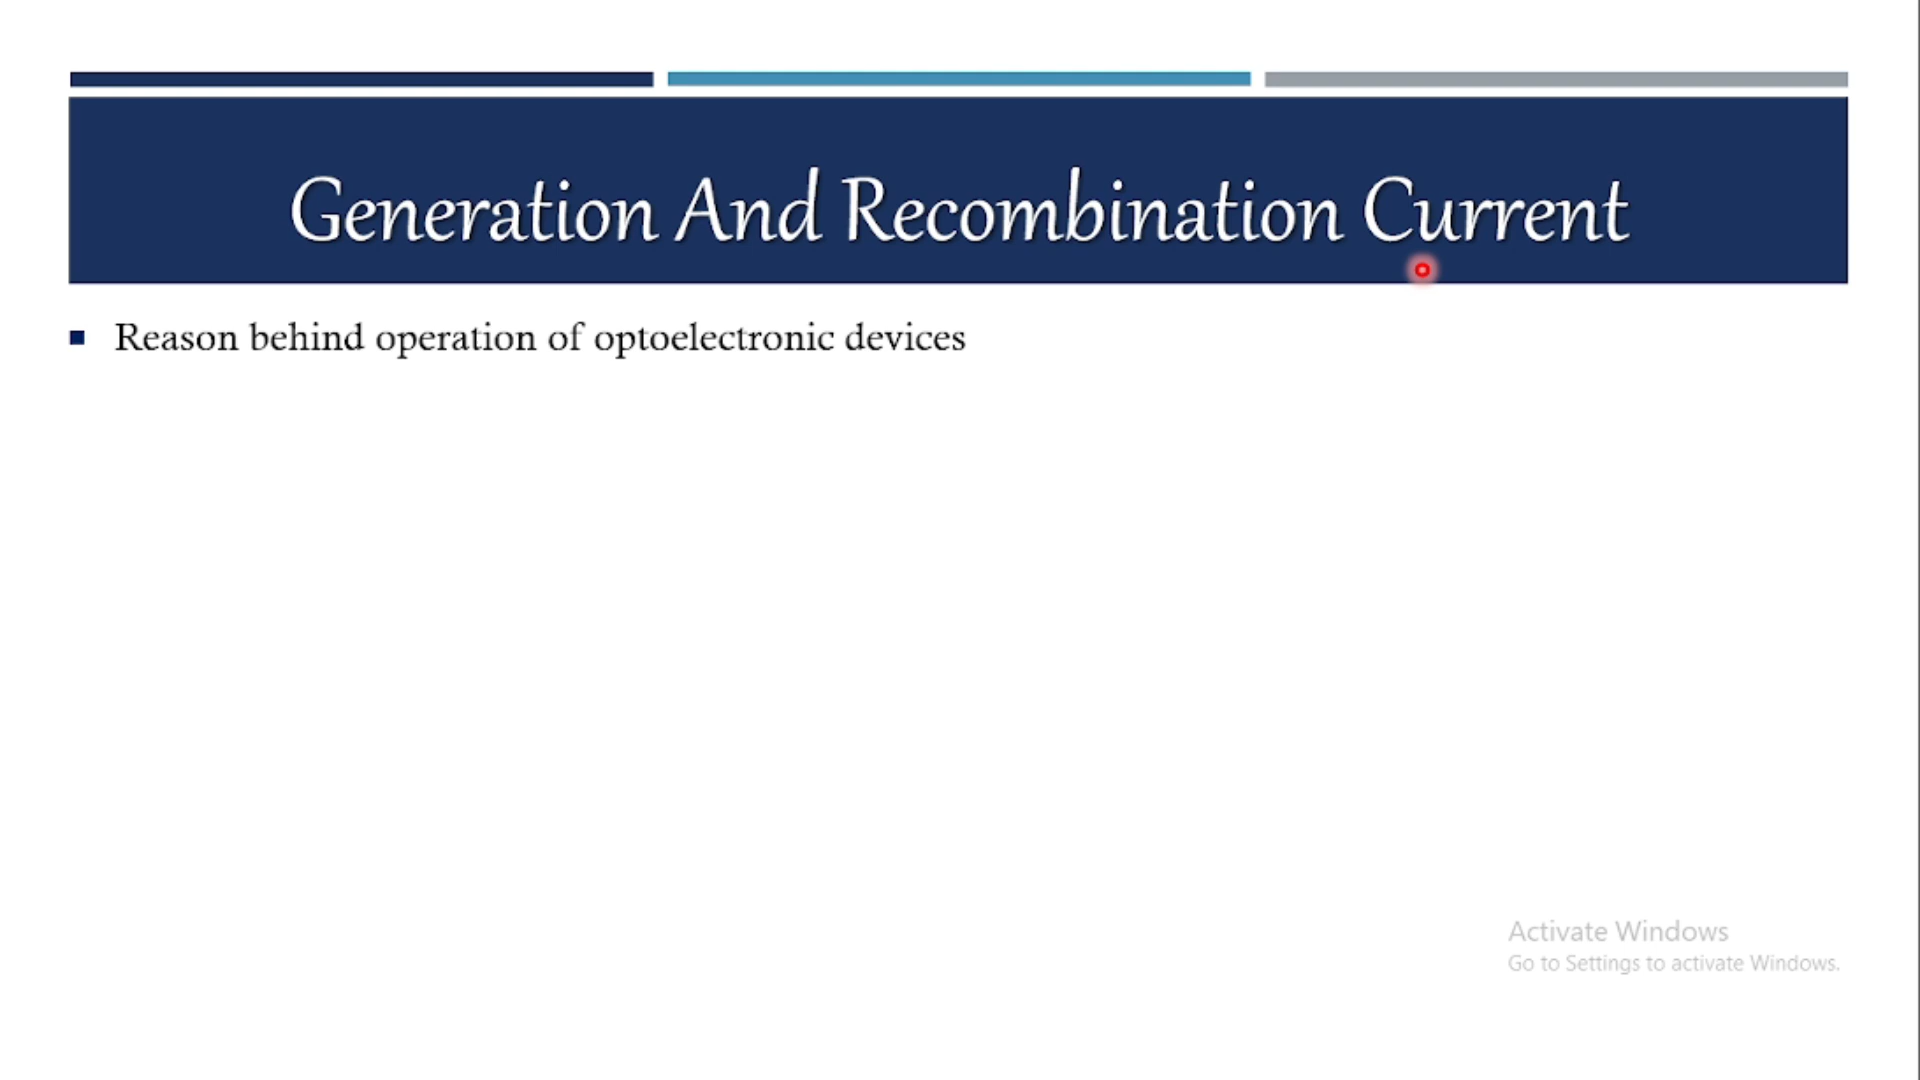 Generation And Recombination Current
Reason behind operation of optoelectronic devices
Activate Windows
Go to Settings to activate Windows.